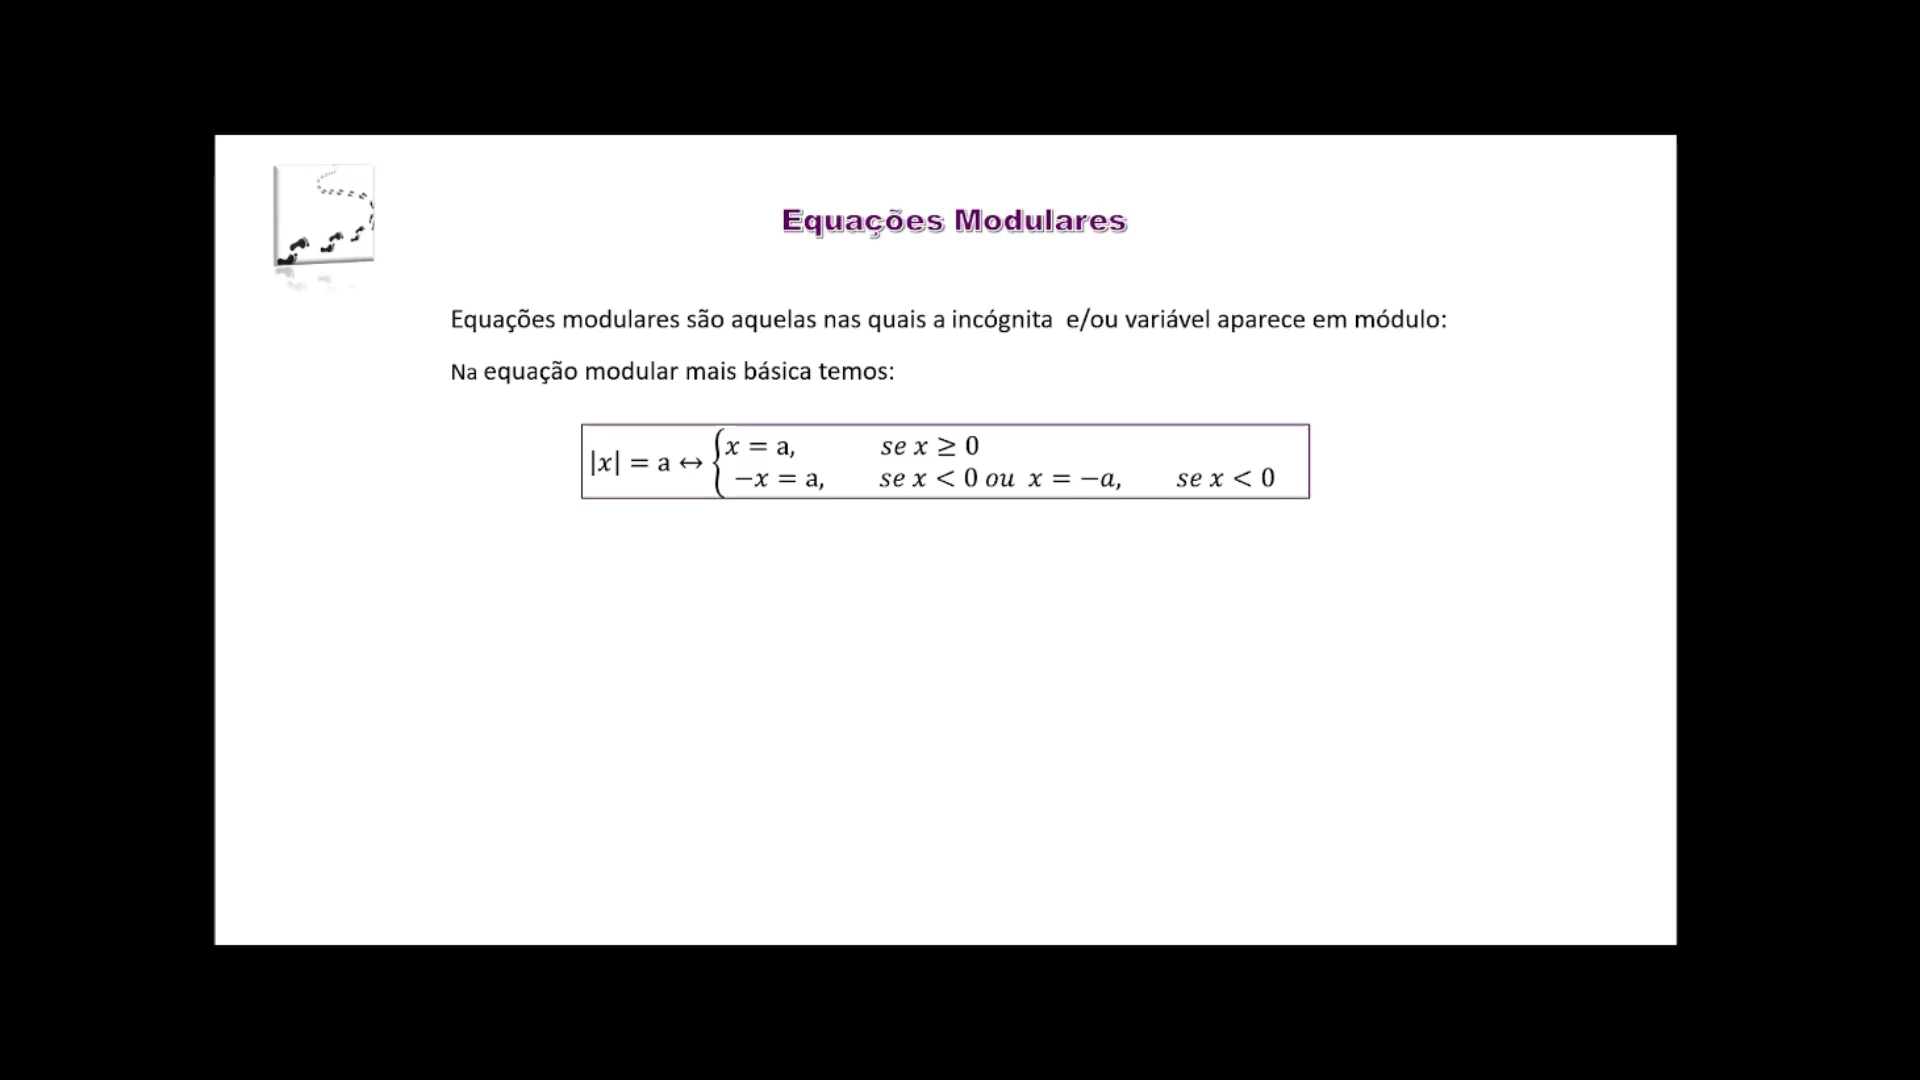 Equações Modulares
Equações modulares são aquelas nas quais a incógnita e/ou variável aparece em módulo:
Na equação modular mais básica temos:
|x| = a ↔ { x = a, se x ≥ 0
−x = a, se x < 0 ou x = −a, se x < 0